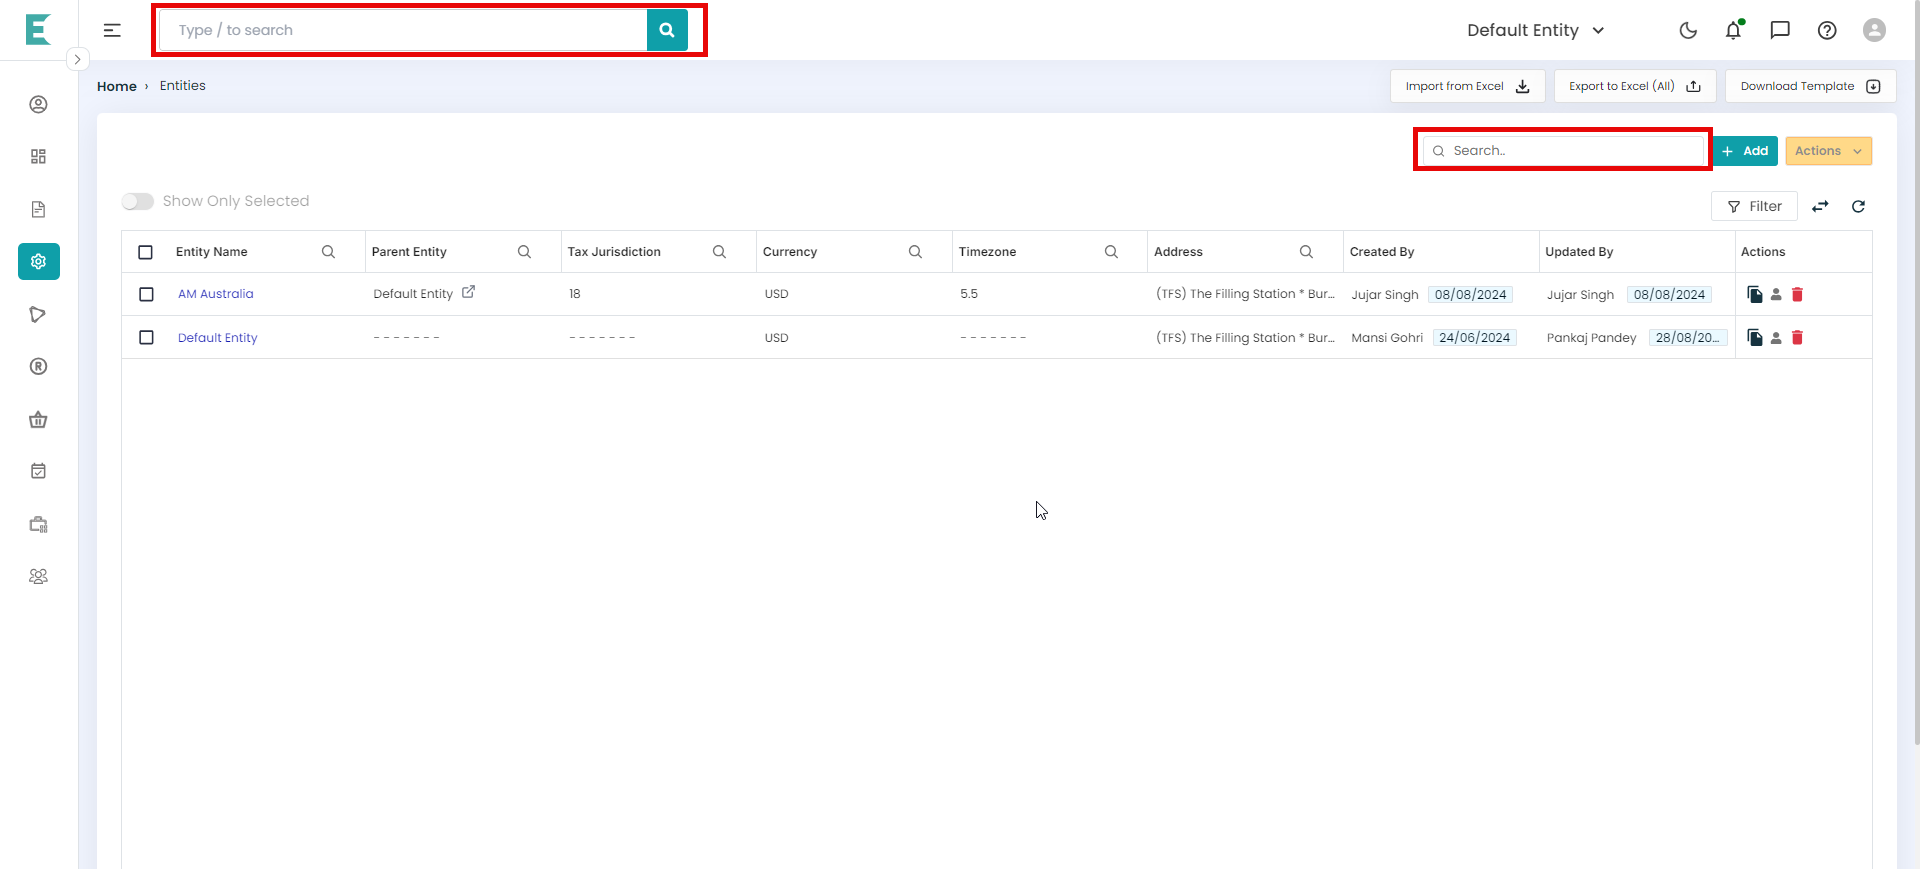 E
Type / to search
Default Entity
Home › Entities
Import from Excel
Export to Excel (All)
Download Template
Search..
+ Add
Actions
Show Only Selected
Filter
Entity Name Parent Entity Tax Jurisdiction Currency Timezone Address Created By Updated By Actions
AM Australia Default Entity 18 USD 5.5 (TFS) The Filling Station * Bur... Jujar Singh 08/08/2024 Jujar Singh 08/08/2024
Default Entity - - - - - - - - - - - - - - USD - - - - - - - (TFS) The Filling Station * Bur... Mansi Gohri 24/06/2024 Pankaj Pandey 28/08/20...
R